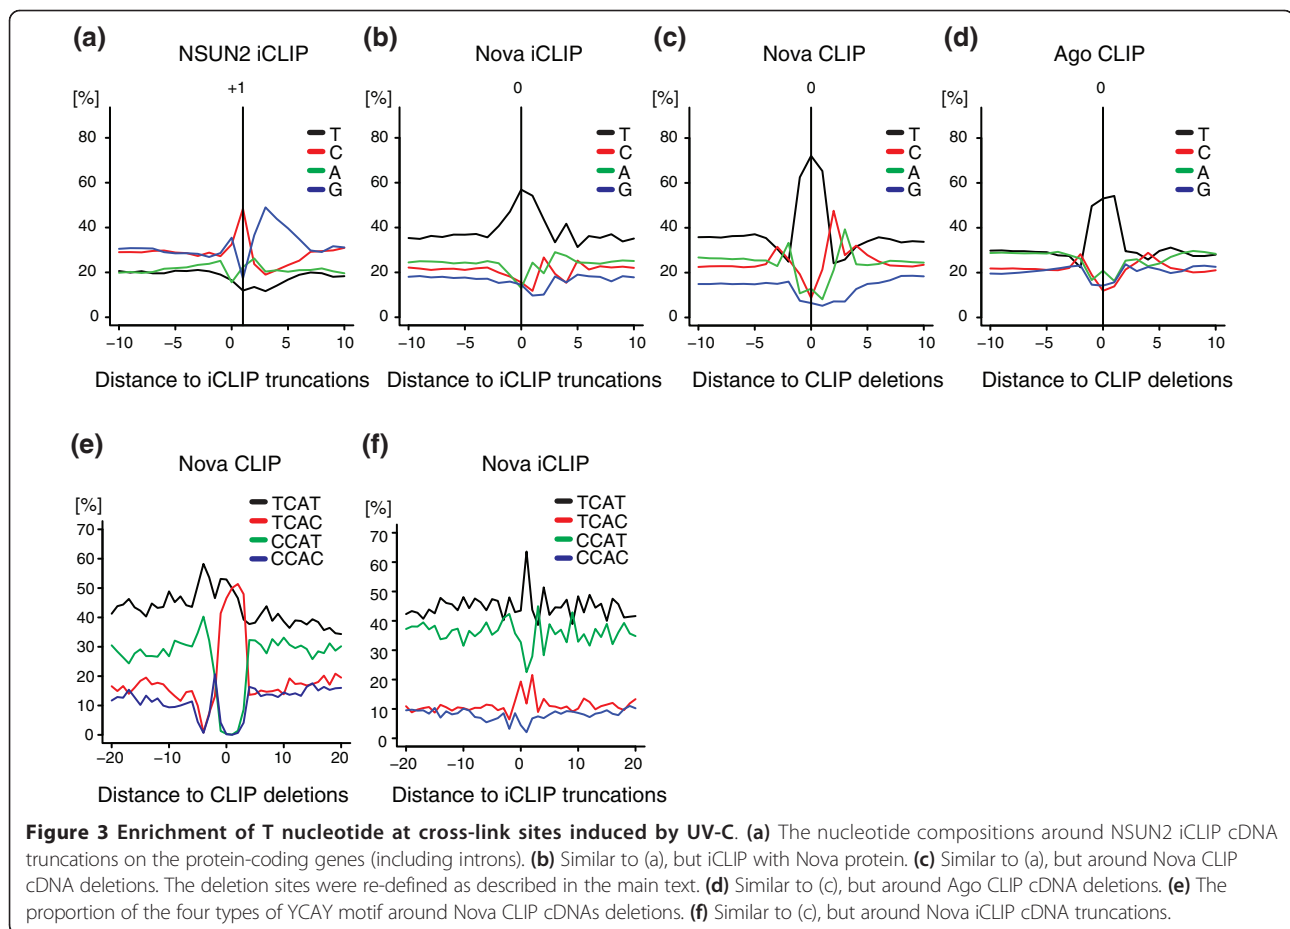 (a) (b) (c) (d)
NSUN2 iCLIP Nova iCLIP Nova CLIP Ago CLIP
+1 0 0 0
[%] [%] [%] [%]
T T T T
80 C 80 C 80 C 80 C
A A A A
60 G 60 G 60 G 60 G
40 40 40 40
20 20 20 20
0 0 0 0
−10 −5 0 5 10 −10 −5 0 5 10 −10 −5 0 5 10 −10 −5 0 5 10
Distance to iCLIP truncations Distance to iCLIP truncations Distance to CLIP deletions Distance to CLIP deletions
(e) (f)
Nova CLIP Nova iCLIP
[%] TCAT [%] TCAT
70 TCAC 70 TCAC
CCAT CCAT
60 CCAC 60 CCAC
50 50
40 40
30 30
20 20
10 10
0 0
−20 −10 0 10 20 −20 −10 0 10 20
Distance to CLIP deletions Distance to iCLIP truncations
Figure 3 Enrichment of T nucleotide at cross-link sites induced by UV-C. (a) The nucleotide compositions around NSUN2 iCLIP cDNA
truncations on the protein-coding genes (including introns). (b) Similar to (a), but iCLIP with Nova protein. (c) Similar to (a), but around Nova CLIP
cDNA deletions. The deletion sites were re-defined as described in the main text. (d) Similar to (c), but around Ago CLIP cDNA deletions. (e) The
proportion of the four types of YCAY motif around Nova CLIP cDNAs deletions. (f) Similar to (c), but around Nova iCLIP cDNA truncations.